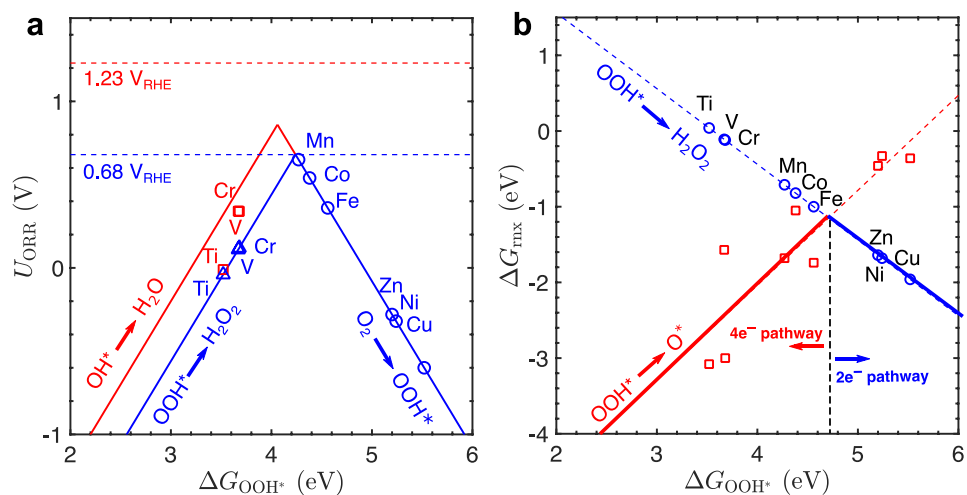 a
1.23 V_RHE
0.68 V_RHE
Mn
Co
Fe
Cr
V
Ti
Cr
V
Ti
Zn
Ni
Cu
OH* → H₂O
OOH* → H₂O₂
O₂ → OOH*
1
0
-1
2
3
4
5
6
U_ORR (V)
ΔG_OOH* (eV)
b
OOH* → H₂O₂
Ti
V
Cr
Mn
Co
Fe
Zn
Ni
Cu
4e⁻ pathway
2e⁻ pathway
OOH* → O*
1
0
-1
-2
-3
-4
2
3
4
5
6
ΔG_rnx (eV)
ΔG_OOH* (eV)